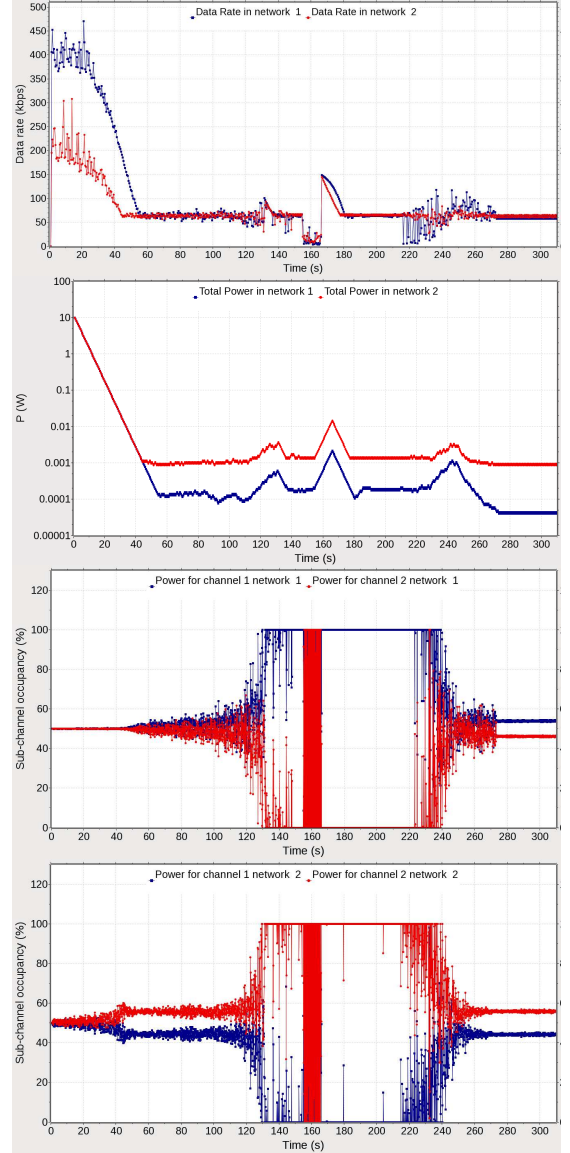 Data Rate in network 1 Data Rate in network 2
500
450
400
350
300
250
200
150
100
50
0
Data rate (kbps)
0 20 40 60 80 100 120 140 160 180 200 220 240 260 280 300
Time (s)
Total Power in network 1 Total Power in network 2
100
10
1
0.1
0.01
0.001
0.0001
0.00001
P (W)
0 20 40 60 80 100 120 140 160 180 200 220 240 260 280 300
Time (s)
Power for channel 1 network 1 Power for channel 2 network 1
120
100
80
60
40
20
0
Sub-channel occupancy (%)
0 20 40 60 80 100 120 140 160 180 200 220 240 260 280 300
Time (s)
Power for channel 1 network 2 Power for channel 2 network 2
120
100
80
60
40
20
0
Sub-channel occupancy (%)
0 20 40 60 80 100 120 140 160 180 200 220 240 260 280 300
Time (s)